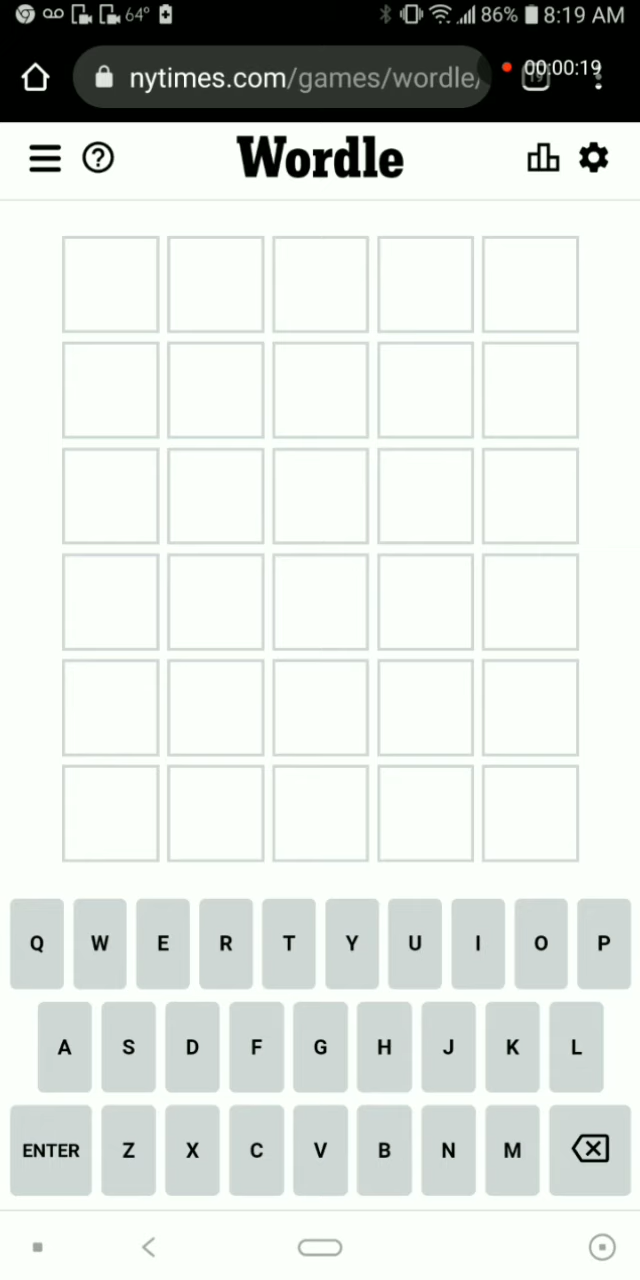 64° 86% 8:19 AM
nytimes.com/games/wordle/ 00:00:19
Wordle
Q W E R T Y U I O P
A S D F G H J K L
ENTER Z X C V B N M